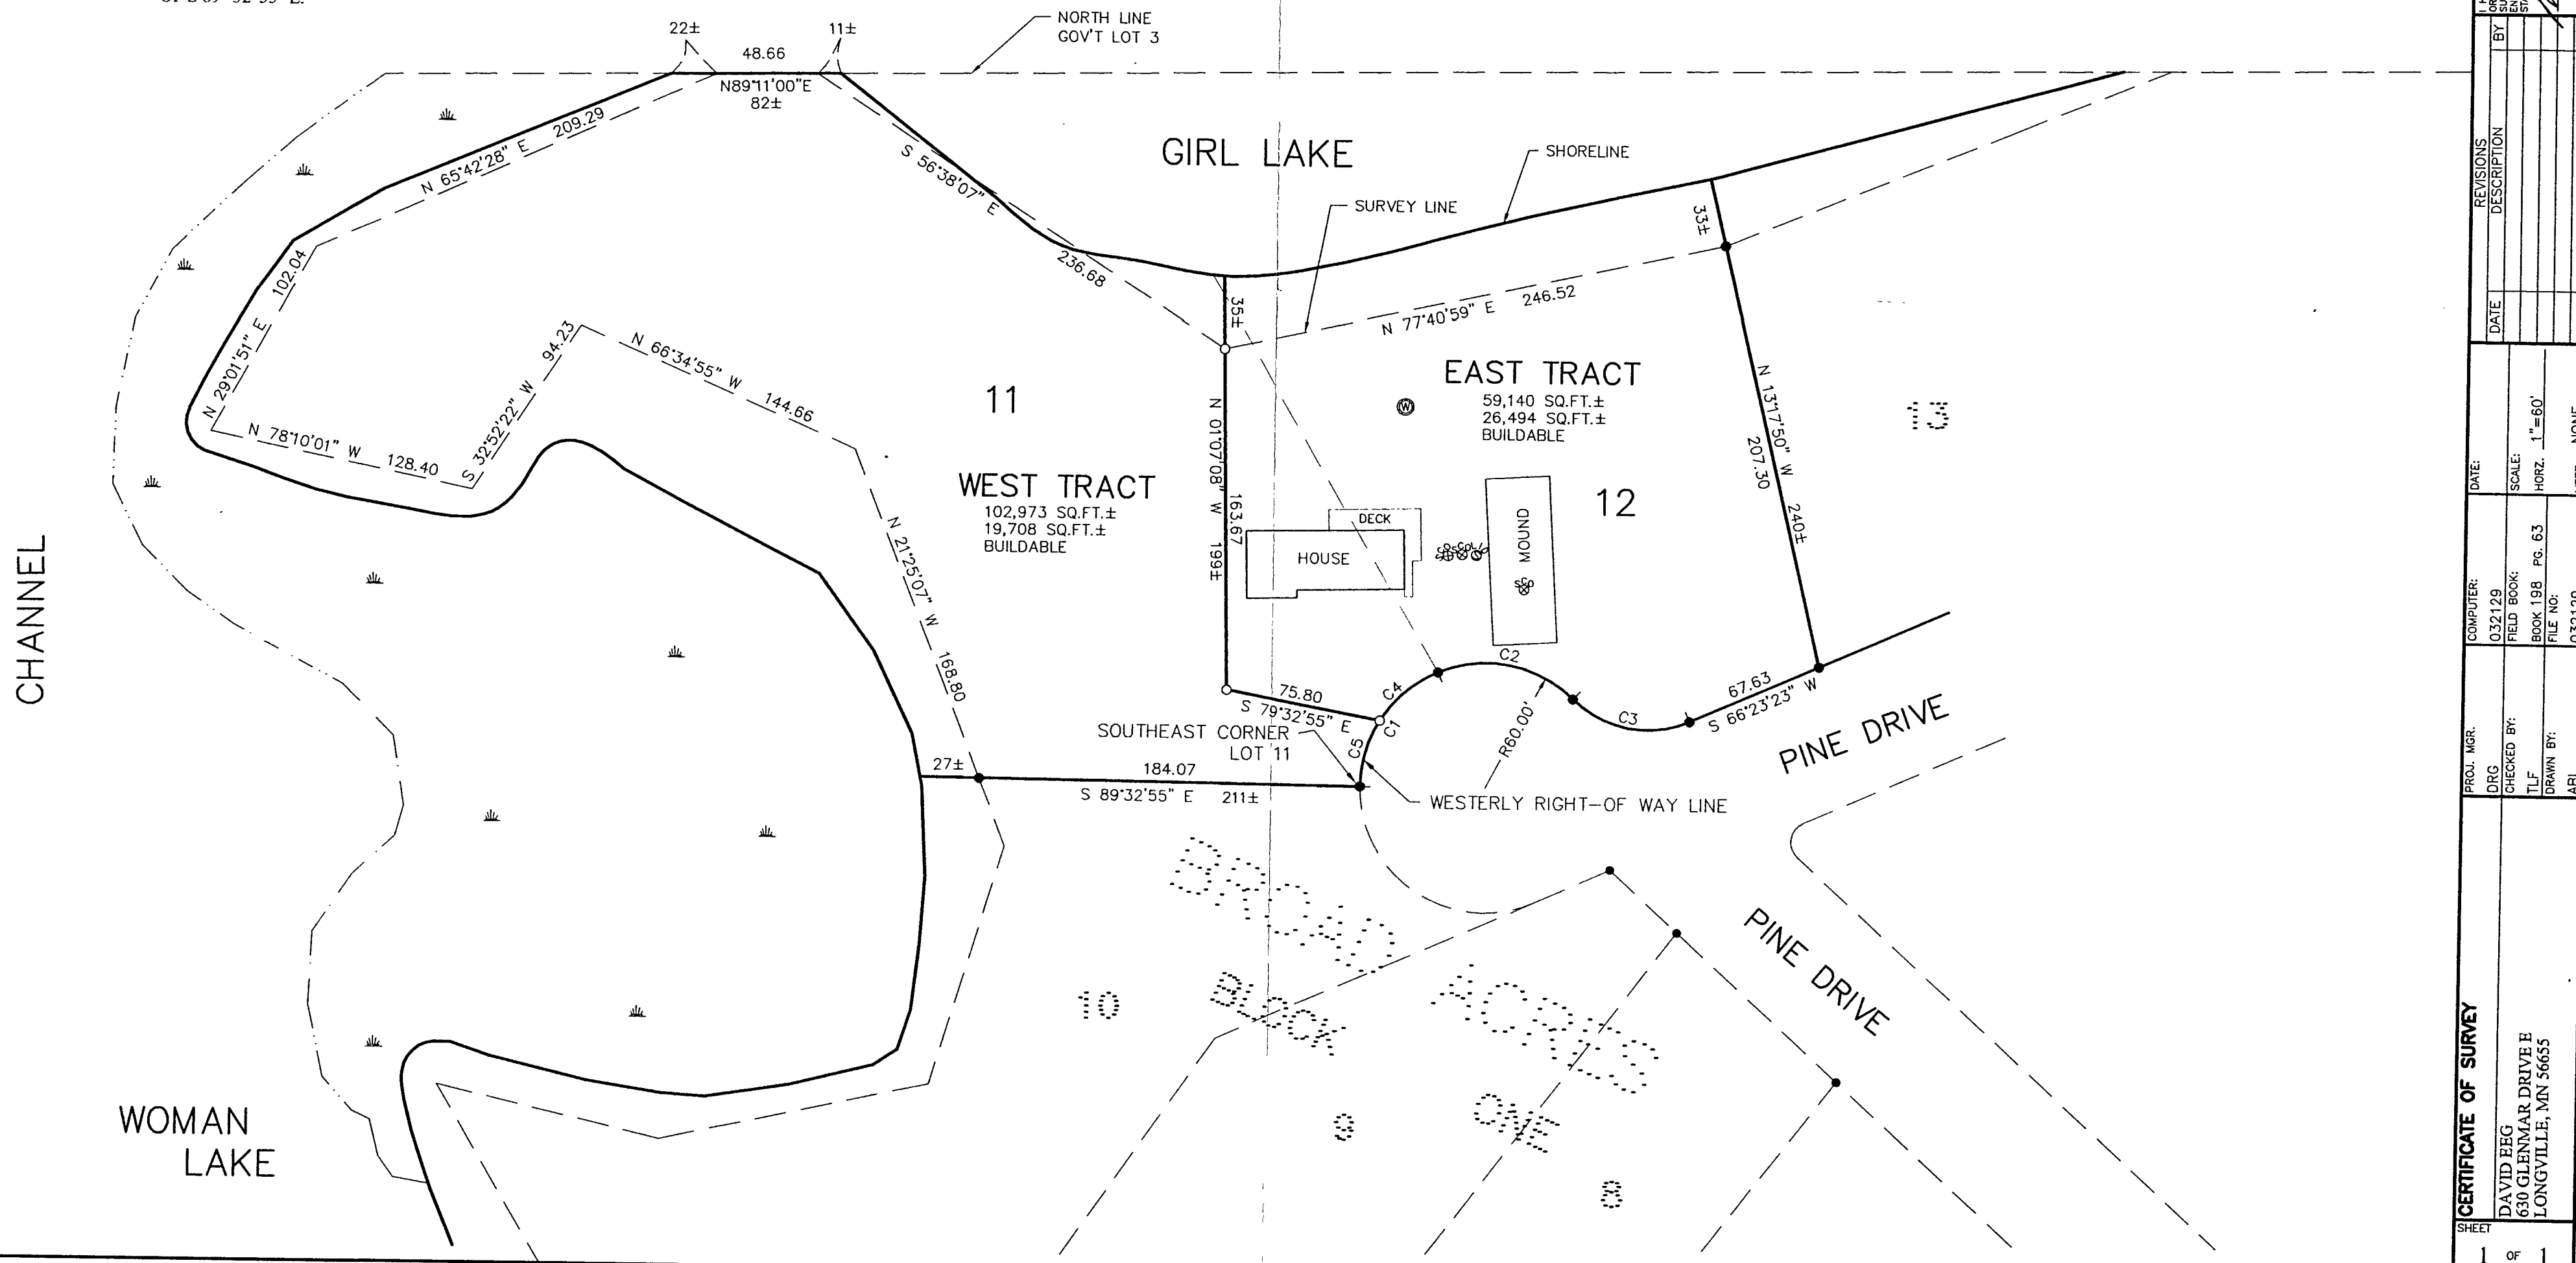 NORTH LINE
GOV'T LOT 3
22±
11±
48.66
N89°11'00"E
82±
N 65°42'28" E 209.29
S 56°38'07" E
236.68
GIRL LAKE
SHORELINE
SURVEY LINE
33±
35±
N 77°40'59" E 246.52
N 29°01'51" E 102.04
N 78°10'01" W 128.40
S 32°52'22" W 94.23
N 66°34'55" W 144.66
11
EAST TRACT
59,140 SQ.FT.±
26,494 SQ.FT.±
BUILDABLE
W
13
WEST TRACT
102,973 SQ.FT.±
19,708 SQ.FT.±
BUILDABLE
N 01°07'08" W
163.67
199±
N 13°17'50" W
207.30
240±
12
DECK
HOUSE
MOUND
CHANNEL
N 21°25'07" W 168.80
C2
C4
C1
C5
C3
R60.00'
75.80
S 79°32'55" E
67.63
S 66°23'23" W
SOUTHEAST CORNER
LOT 11
PINE DRIVE
27±
184.07
S 89°32'55" E 211±
WESTERLY RIGHT-OF WAY LINE
BROAD
ACRES
BLOCK
ONE
PINE DRIVE
10
9
8
WOMAN
LAKE
REVISIONS
DATE
DESCRIPTION
BY
DATE:
SCALE:
HORZ. 1"=60'
COMPUTER:
032129
FIELD BOOK:
BOOK 198 PG. 63
FILE NO:
PROJ. MGR.
DRG
CHECKED BY:
TLF
DRAWN BY:
CERTIFICATE OF SURVEY
DAVID EEG
630 GLENMAR DRIVE E
LONGVILLE, MN 56655
SHEET
1 OF 1